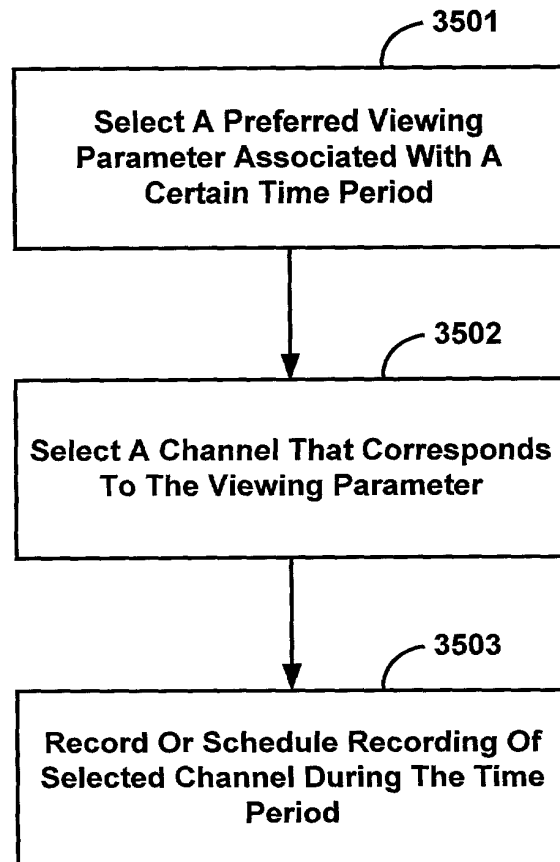 3501
Select A Preferred Viewing
Parameter Associated With A
Certain Time Period
3502
Select A Channel That Corresponds
To The Viewing Parameter
3503
Record Or Schedule Recording Of
Selected Channel During The Time
Period